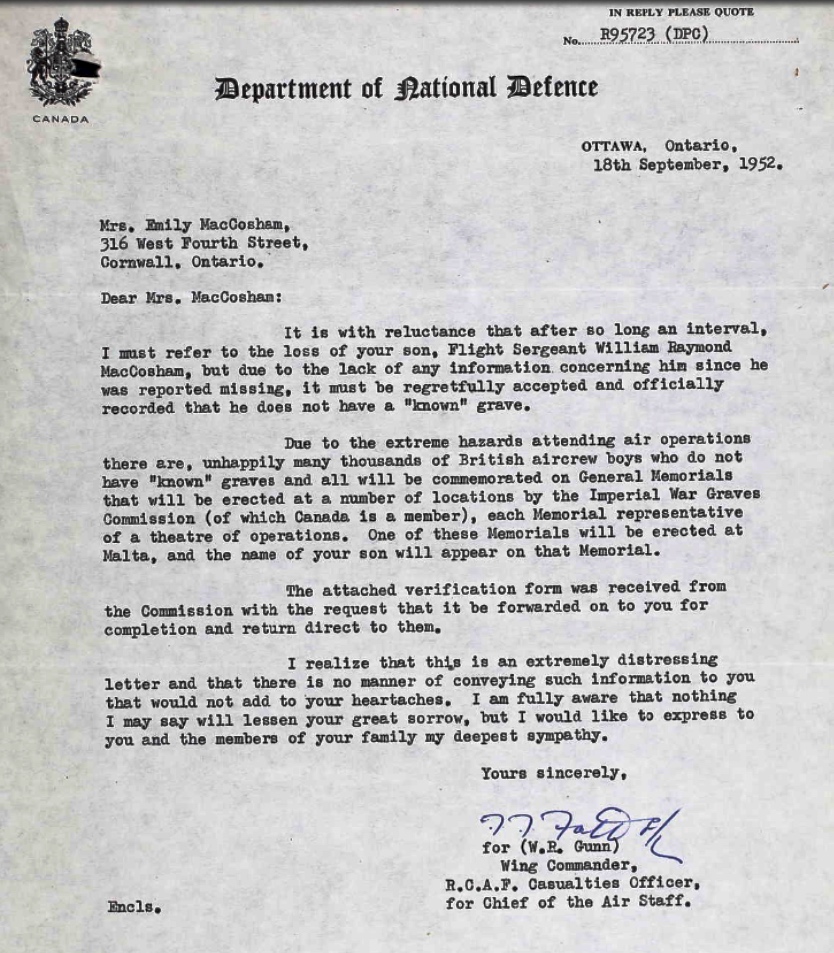 IN REPLY PLEASE QUOTE
No. R95723 (DPC)
Department of National Defence
CANADA
OTTAWA, Ontario,
18th September, 1952.
Mrs. Emily MacCosham,
316 West Fourth Street,
Cornwall, Ontario.
Dear Mrs. MacCosham:
It is with reluctance that after so long an interval,
I must refer to the loss of your son, Flight Sergeant William Raymond
MacCosham, but due to the lack of any information concerning him since he
was reported missing, it must be regretfully accepted and officially
recorded that he does not have a "known" grave.
Due to the extreme hazards attending air operations
there are, unhappily many thousands of British aircrew boys who do not
have "known" graves and all will be commemorated on General Memorials
that will be erected at a number of locations by the Imperial War Graves
Commission (of which Canada is a member), each Memorial representative
of a theatre of operations. One of these Memorials will be erected at
Malta, and the name of your son will appear on that Memorial.
The attached verification form was received from
the Commission with the request that it be forwarded on to you for
completion and return direct to them.
I realize that this is an extremely distressing
letter and that there is no manner of conveying such information to you
that would not add to your heartaches. I am fully aware that nothing
I may say will lessen your great sorrow, but I would like to express to
you and the members of your family my deepest sympathy.
Yours sincerely,
for (W.R. Gunn)
Wing Commander,
R.C.A.F. Casualties Officer,
for Chief of the Air Staff.
Encls.